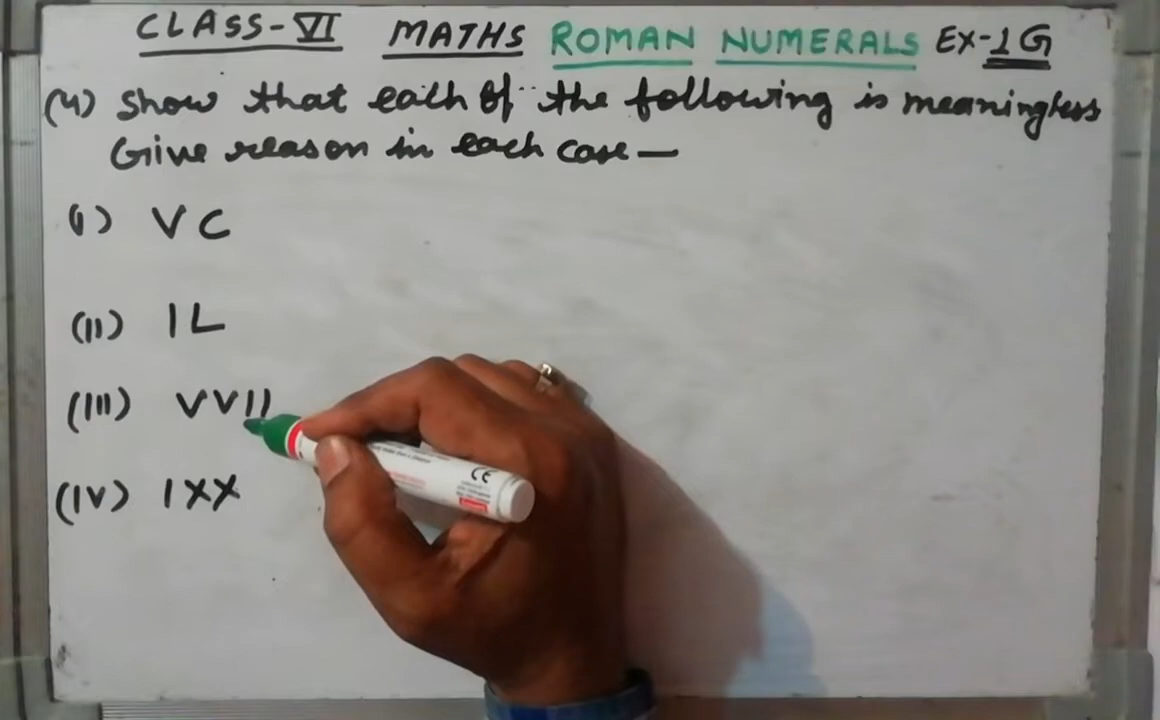 CLASS-VI MATHS ROMAN NUMERALS EX-1G
(4) Show that each of the following is meaningless
Give reason in each case —
(I) VC
(II) IL
(III) VVII
(IV) IXX
CE